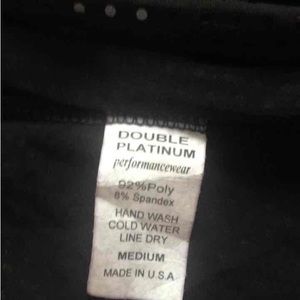 DOUBLE
PLATINUM
performancewear
92%Poly
8% Spandex
HAND WASH
COLD WATER
LINE DRY
MEDIUM
MADE IN U.S.A